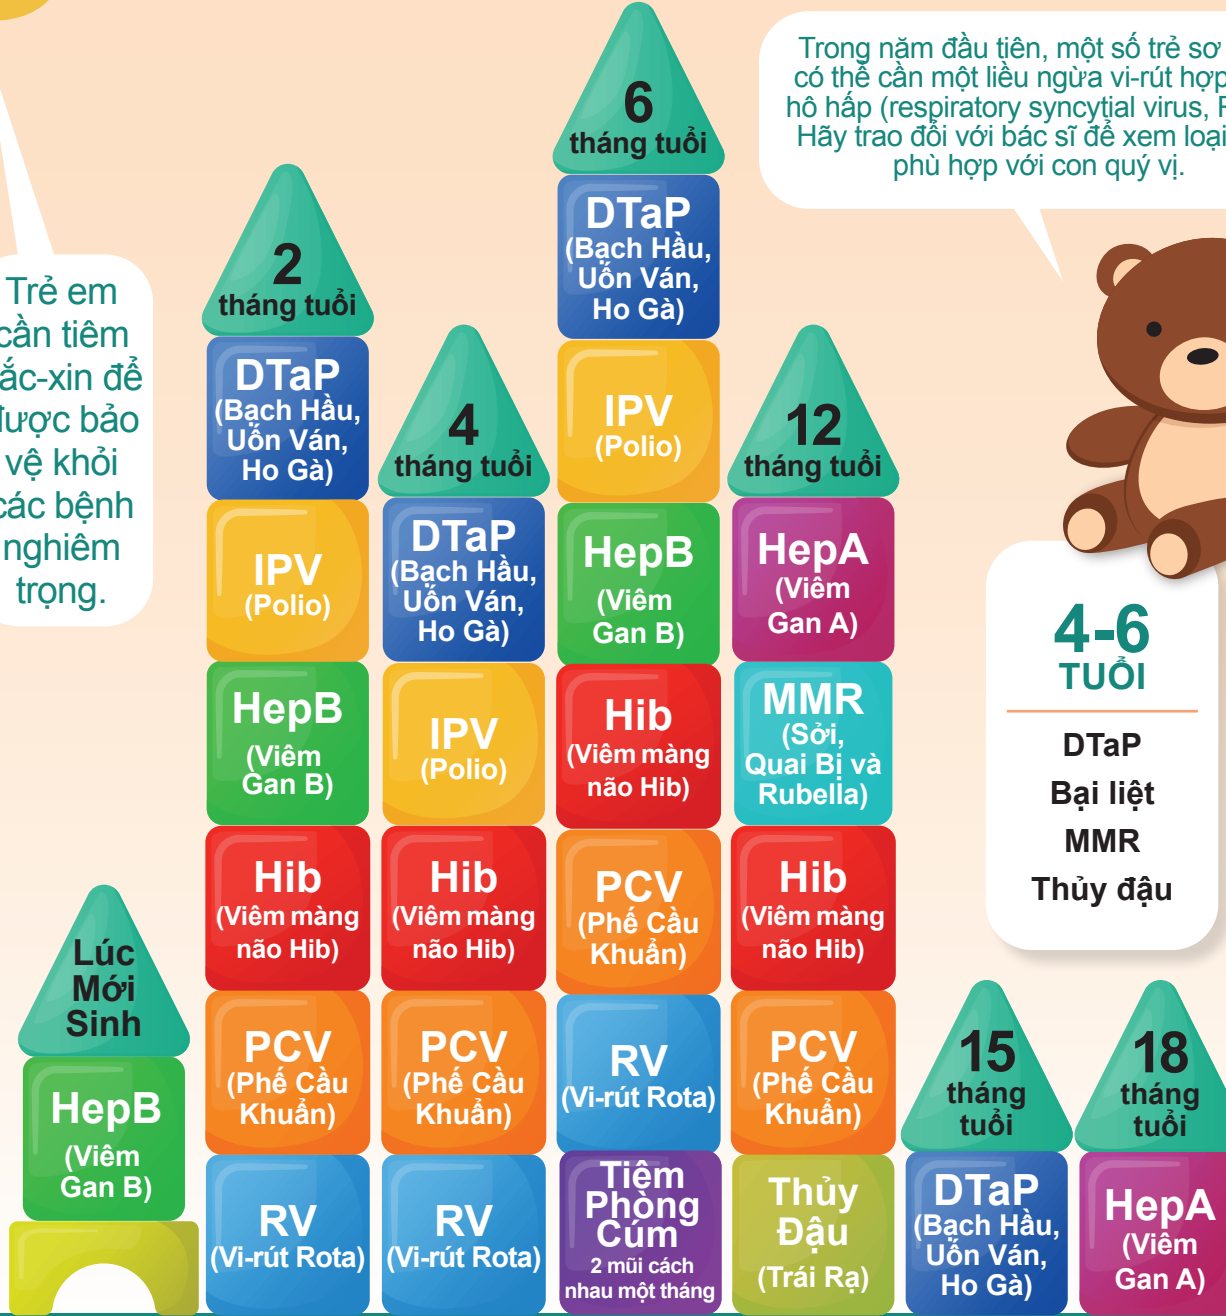 Trong năm đầu tiên, một số trẻ sơ
có thể cần một liều ngừa vi-rút hợp
hô hấp (respiratory syncytial virus,
Hãy trao đổi với bác sĩ để xem loại
phù hợp với con quý vị.
Trẻ em
cần tiêm
ắc-xin để
được bảo
vệ khỏi
các bệnh
nghiêm
trọng.
Lúc
Mới
Sinh
HepB
(Viêm
Gan B)
2
tháng tuổi
DTaP
(Bạch Hầu,
Uốn Ván,
Ho Gà)
IPV
(Polio)
HepB
(Viêm
Gan B)
Hib
(Viêm màng
não Hib)
PCV
(Phế Cầu
Khuẩn)
RV
(Vi-rút Rota)
4
tháng tuổi
DTaP
(Bạch Hầu,
Uốn Ván,
Ho Gà)
IPV
(Polio)
Hib
(Viêm màng
não Hib)
PCV
(Phế Cầu
Khuẩn)
RV
(Vi-rút Rota)
6
tháng tuổi
DTaP
(Bạch Hầu,
Uốn Ván,
Ho Gà)
IPV
(Polio)
HepB
(Viêm
Gan B)
Hib
(Viêm màng
não Hib)
PCV
(Phế Cầu
Khuẩn)
RV
(Vi-rút Rota)
Tiêm
Phòng
Cúm
2 mũi cách
nhau một tháng
12
tháng tuổi
HepA
(Viêm
Gan A)
MMR
(Sởi,
Quai Bị và
Rubella)
Hib
(Viêm màng
não Hib)
PCV
(Phế Cầu
Khuẩn)
Thủy
Đậu
(Trái Rạ)
15
tháng
tuổi
DTaP
(Bạch Hầu,
Uốn Ván,
Ho Gà)
18
tháng
tuổi
HepA
(Viêm
Gan A)
4-6
TUỔI
DTaP
Bại liệt
MMR
Thủy đậu